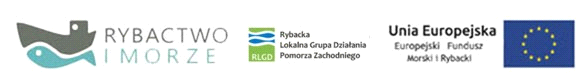 RYBACTWO
I MORZE
Rybacka
Lokalna Grupa Działania
Pomorza Zachodniego
RLGD
Unia Europejska
Europejski Fundusz
Morski i Rybacki